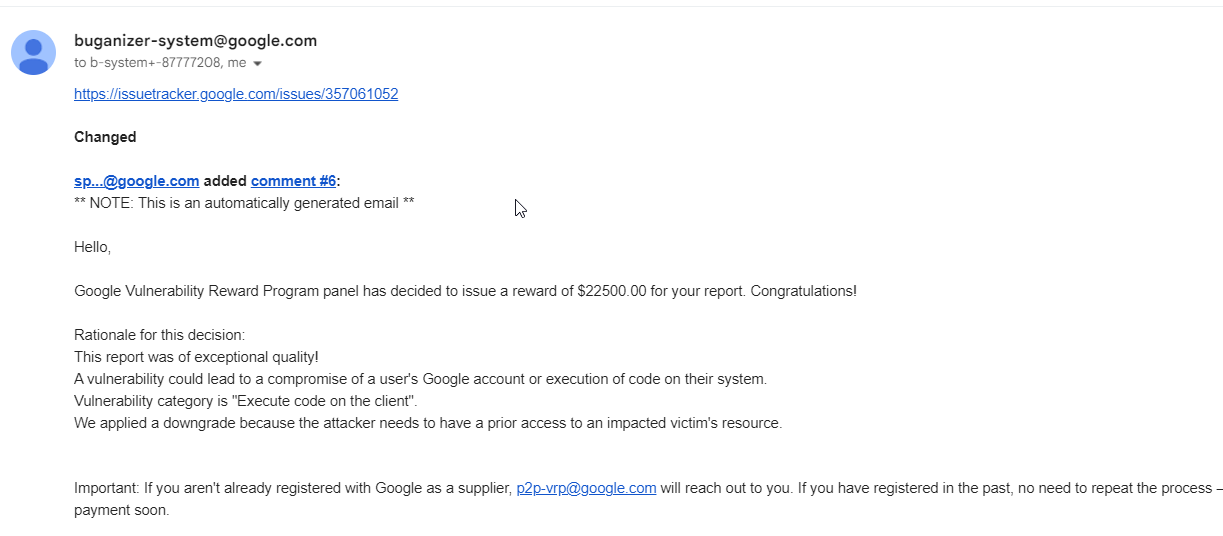 buganizer-system@google.com
to b-system+-87777208, me
https://issuetracker.google.com/issues/357061052
Changed
sp...@google.com added comment #6:
** NOTE: This is an automatically generated email **
Hello,
Google Vulnerability Reward Program panel has decided to issue a reward of $22500.00 for your report. Congratulations!
Rationale for this decision:
This report was of exceptional quality!
A vulnerability could lead to a compromise of a user's Google account or execution of code on their system.
Vulnerability category is "Execute code on the client".
We applied a downgrade because the attacker needs to have a prior access to an impacted victim's resource.
Important: If you aren't already registered with Google as a supplier, p2p-vrp@google.com will reach out to you. If you have registered in the past, no need to repeat the process –
payment soon.